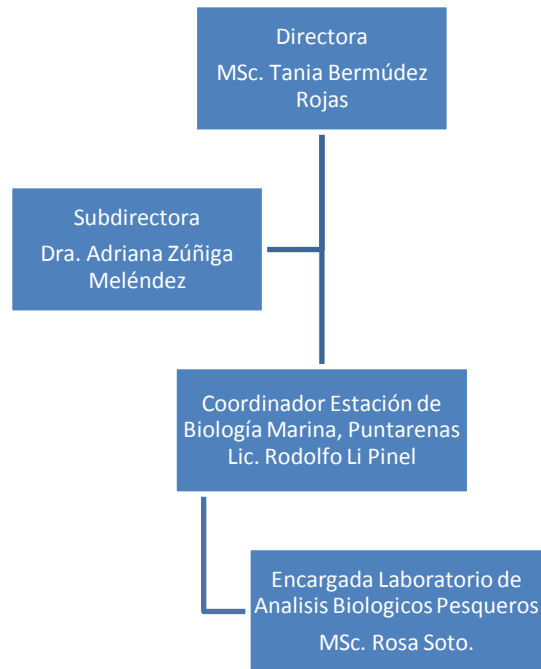 Directora
MSc. Tania Bermúdez
Rojas
Subdirectora
Dra. Adriana Zúñiga
Meléndez
Coordinador Estación de
Biología Marina, Puntarenas
Lic. Rodolfo Li Pinel
Encargada Laboratorio de
Analisis Biologicos Pesqueros
MSc. Rosa Soto.